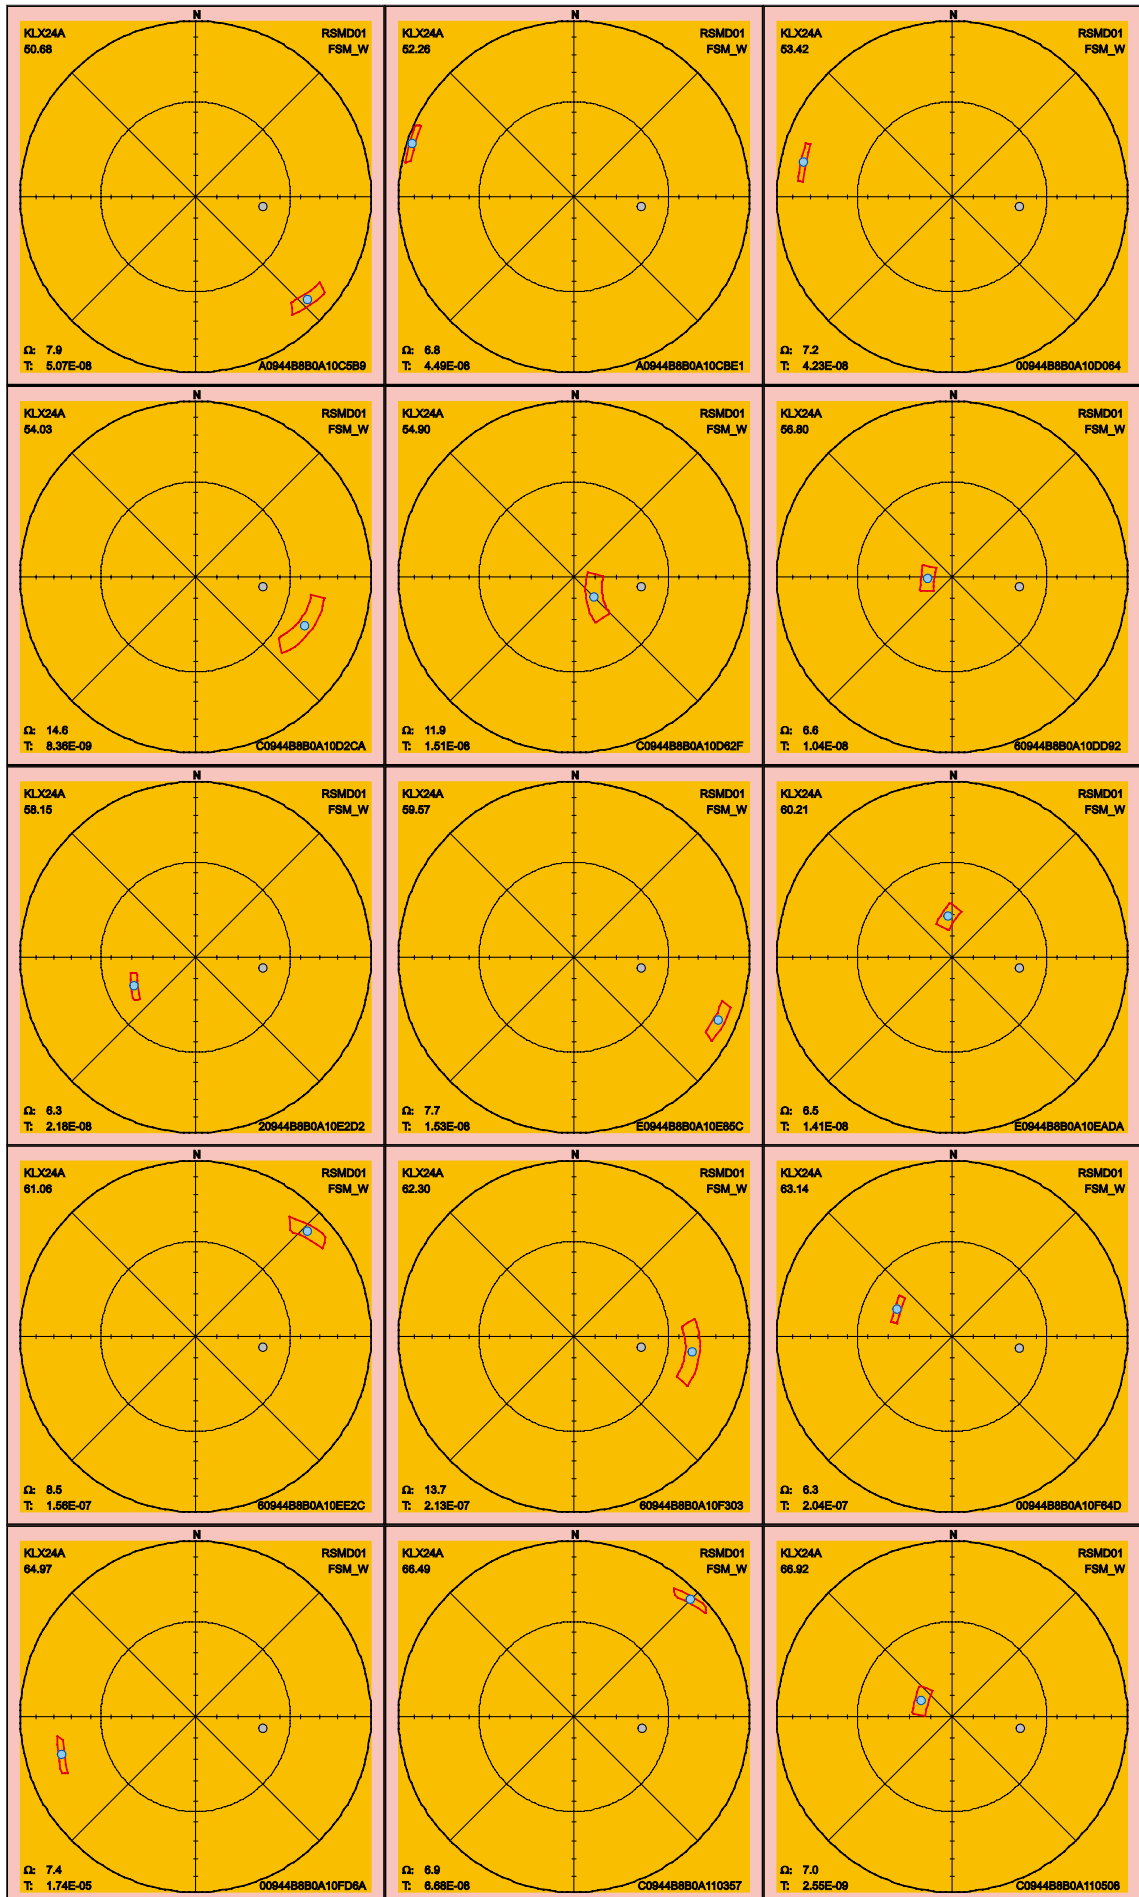 N
KLX24A RSMD01
50.68 FSM_W
Ω: 7.9
T: 5.07E-08 A0944B8B0A10C5B9
N
KLX24A RSMD01
52.26 FSM_W
Ω: 6.8
T: 4.49E-08 A0944B8B0A10CBE1
N
KLX24A RSMD01
53.42 FSM_W
Ω: 7.2
T: 4.23E-08 00944B8B0A10D064
N
KLX24A RSMD01
54.03 FSM_W
Ω: 14.6
T: 8.36E-09 C0944B8B0A10D2CA
N
KLX24A RSMD01
54.90 FSM_W
Ω: 11.9
T: 1.51E-08 C0944B8B0A10D62F
N
KLX24A RSMD01
56.80 FSM_W
Ω: 6.6
T: 1.04E-08 60944B8B0A10DD92
N
KLX24A RSMD01
58.15 FSM_W
Ω: 6.3
T: 2.18E-08 20944B8B0A10E2D2
N
KLX24A RSMD01
59.57 FSM_W
Ω: 7.7
T: 1.53E-08 E0944B8B0A10E85C
N
KLX24A RSMD01
60.21 FSM_W
Ω: 6.5
T: 1.41E-08 E0944B8B0A10EADA
N
KLX24A RSMD01
61.06 FSM_W
Ω: 8.5
T: 1.56E-07 60944B8B0A10EE2C
N
KLX24A RSMD01
62.30 FSM_W
Ω: 13.7
T: 2.13E-07 60944B8B0A10F303
N
KLX24A RSMD01
63.14 FSM_W
Ω: 6.3
T: 2.04E-07 00944B8B0A10F64D
N
KLX24A RSMD01
64.97 FSM_W
Ω: 7.4
T: 1.74E-05 00944B8B0A10FD6A
N
KLX24A RSMD01
66.49 FSM_W
Ω: 6.9
T: 6.68E-08 C0944B8B0A110357
N
KLX24A RSMD01
66.92 FSM_W
Ω: 7.0
T: 2.55E-09 C0944B8B0A110508